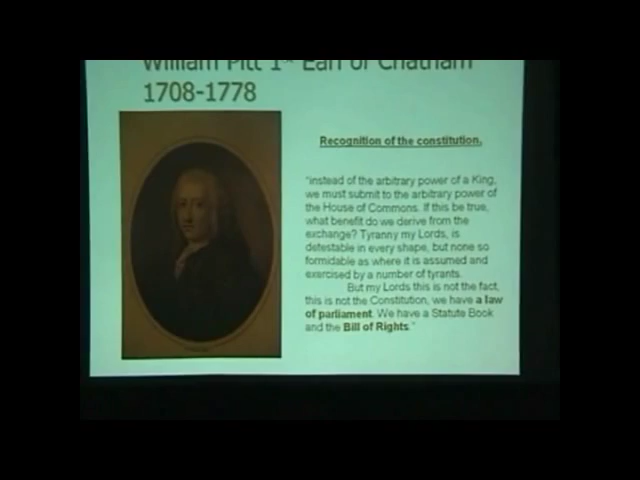 William Pitt 1st Earl of Chatham
1708-1778
Recognition of the constitution.
"instead of the arbitrary power of a King,
we must submit to the arbitrary power of
the House of Commons. If this be true,
what benefit do we derive from the
exchange? Tyranny my Lords, is
detestable in every shape, but none so
formidable as where it is assumed and
exercised by a number of tyrants.
But my Lords this is not the fact,
this is not the Constitution, we have a law
of parliament. We have a Statute Book
and the Bill of Rights."